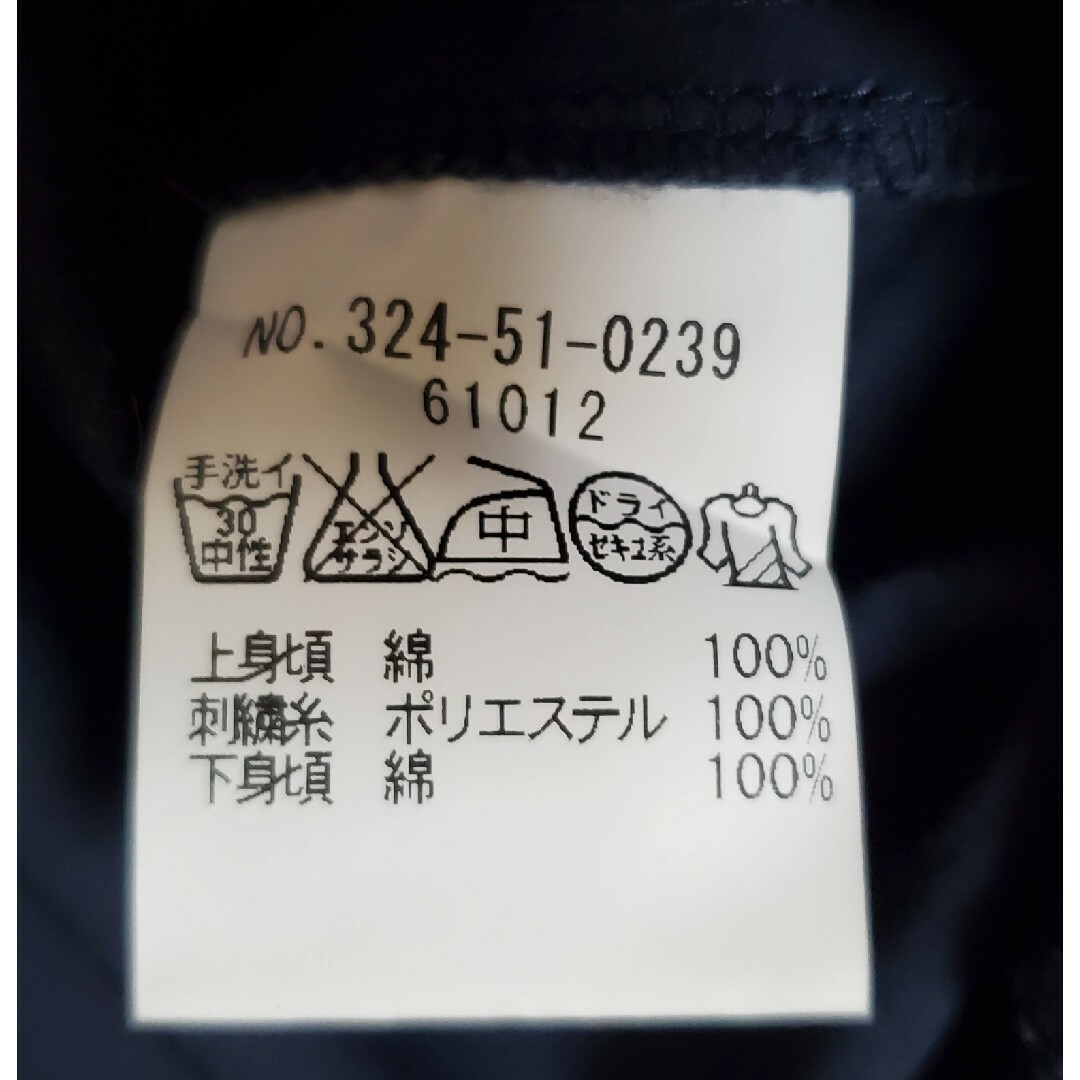 NO. 324-51-0239
61012
手洗イ
30
中性
エンソ
サラシ
中
ドライ
セキユ系
上身頃 綿 100%
刺繍糸 ポリエステル 100%
下身頃 綿 100%